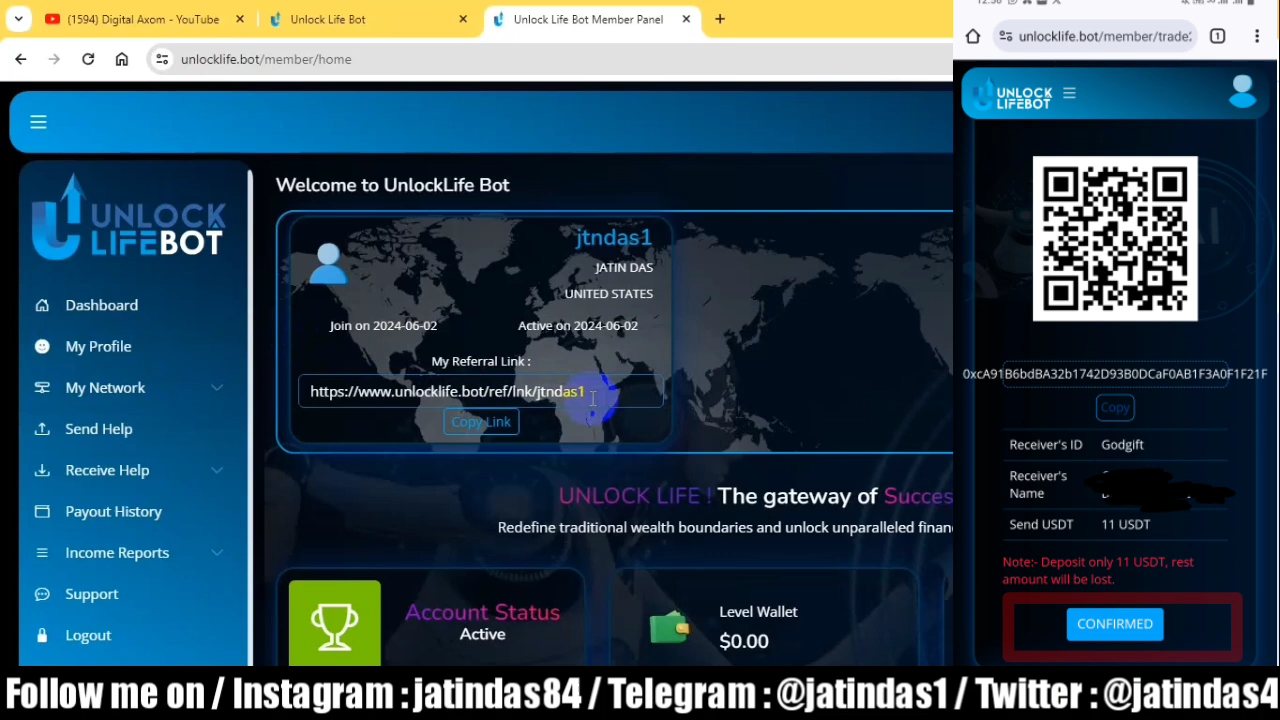 (1594) Digital Axom - YouTube
Unlock Life Bot
Unlock Life Bot Member Panel
unlocklife.bot/member/home
UNLOCK
LIFEBOT
Dashboard
My Profile
My Network
Send Help
Receive Help
Payout History
Income Reports
Support
Logout
Welcome to UnlockLife Bot
jtndas1
JATIN DAS
UNITED STATES
Join on 2024-06-02
Active on 2024-06-02
My Referral Link :
https://www.unlocklife.bot/ref/lnk/jtndas1
Copy Link
UNLOCK LIFE ! The gateway of Succes
Redefine traditional wealth boundaries and unlock unparalleled finan
Account Status
Active
Level Wallet
$0.00
unlocklife.bot/member/trade
1
UNLOCK
LIFEBOT
0xcA91B6bdBA32b1742D93B0DCaF0AB1F3A0F1F21F
Copy
Receiver's ID Godgift
Receiver's
Name
Send USDT 11 USDT
Note:- Deposit only 11 USDT, rest
amount will be lost.
CONFIRMED
Follow me on / Instagram : jatindas84 / Telegram : @jatindas1 / Twitter : @jatindas4